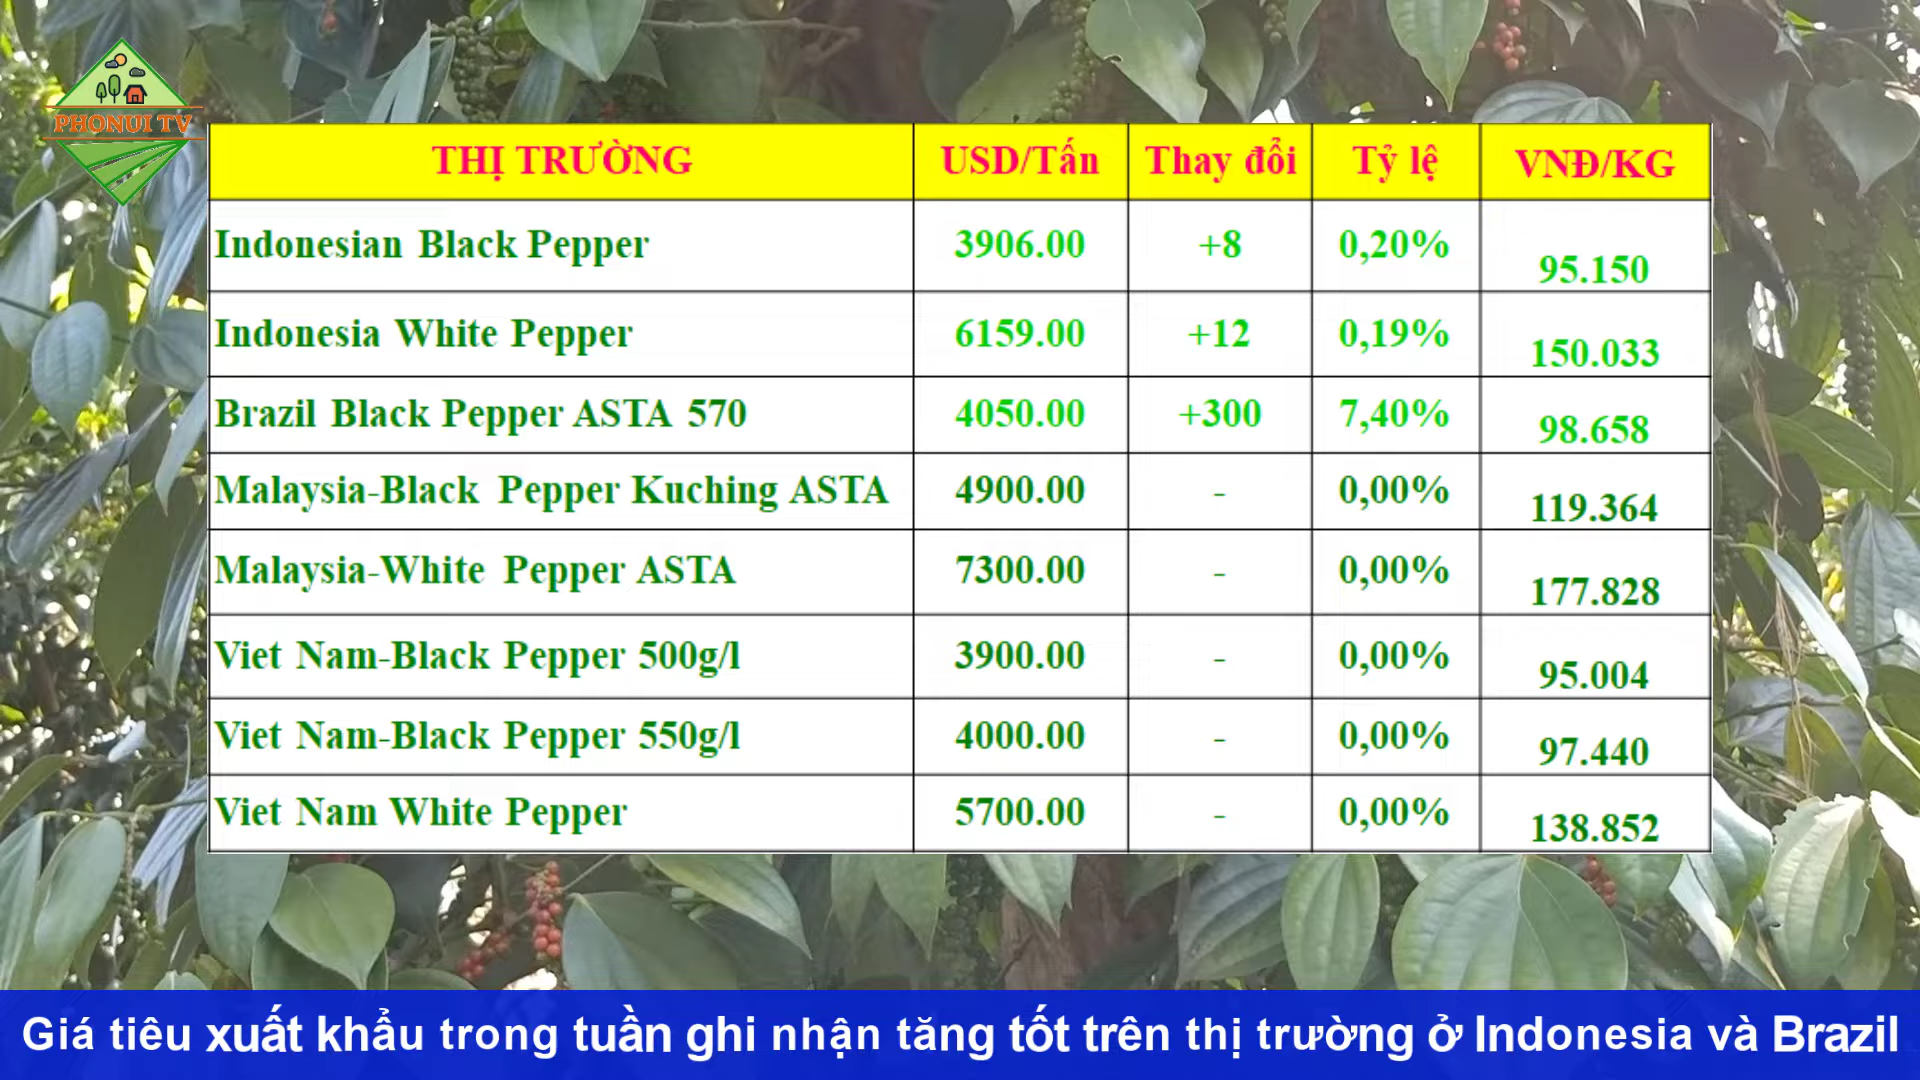 PHONUI TV
THỊ TRƯỜNG USD/Tấn Thay đổi Tỷ lệ VNĐ/KG
Indonesian Black Pepper 3906.00 +8 0,20% 95.150
Indonesia White Pepper 6159.00 +12 0,19% 150.033
Brazil Black Pepper ASTA 570 4050.00 +300 7,40% 98.658
Malaysia-Black Pepper Kuching ASTA 4900.00 - 0,00% 119.364
Malaysia-White Pepper ASTA 7300.00 - 0,00% 177.828
Viet Nam-Black Pepper 500g/l 3900.00 - 0,00% 95.004
Viet Nam-Black Pepper 550g/l 4000.00 - 0,00% 97.440
Viet Nam White Pepper 5700.00 - 0,00% 138.852
Giá tiêu xuất khẩu trong tuần ghi nhận tăng tốt trên thị trường ở Indonesia và Brazil